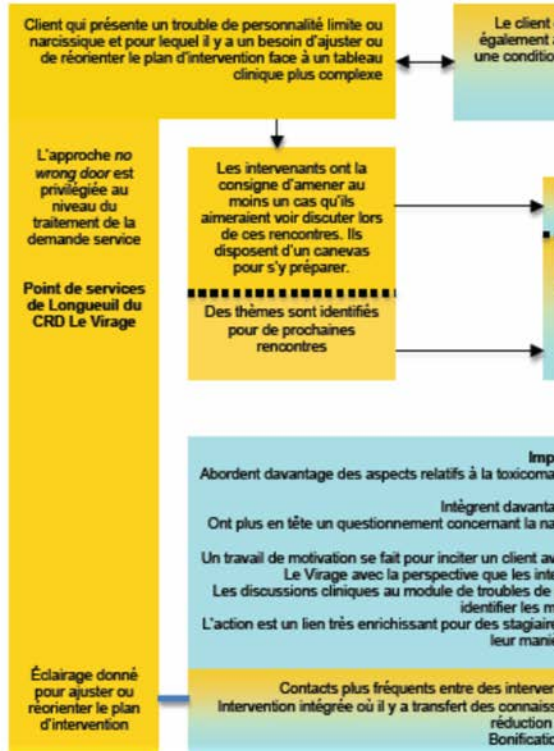 Client qui présente un trouble de personnalité limite ou
narcissique et pour lequel il y a un besoin d'ajuster ou
de réorienter le plan d'intervention face à un tableau
clinique plus complexe
Le client
également
une conditio
L'approche no
wrong door est
privilégiée au
niveau du
traitement de la
demande service
Point de services
de Longueuil du
CRD Le Virage
Les intervenants ont la
consigne d'amener au
moins un cas qu'ils
aimeraient voir discuter lors
de ces rencontres. Ils
disposent d'un canevas
pour s'y préparer.
Des thèmes sont identifiés
pour de prochaines
rencontres
Imp
Abordent davantage des aspects relatifs à la toxicoma
Intègrent davanta
Ont plus en tête un questionnement concernant la na
Un travail de motivation se fait pour inciter un client av
Le Virage avec la perspective que les inte
Les discussions cliniques au module de troubles de
identifier les m
L'action est un lien très enrichissant pour des stagiaire
leur maniè
Éclairage donné
pour ajuster ou
réorienter le plan
d'intervention
Contacts plus fréquents entre des interven
Intervention intégrée où il y a transfert des connaiss
réduction
Bonificatio